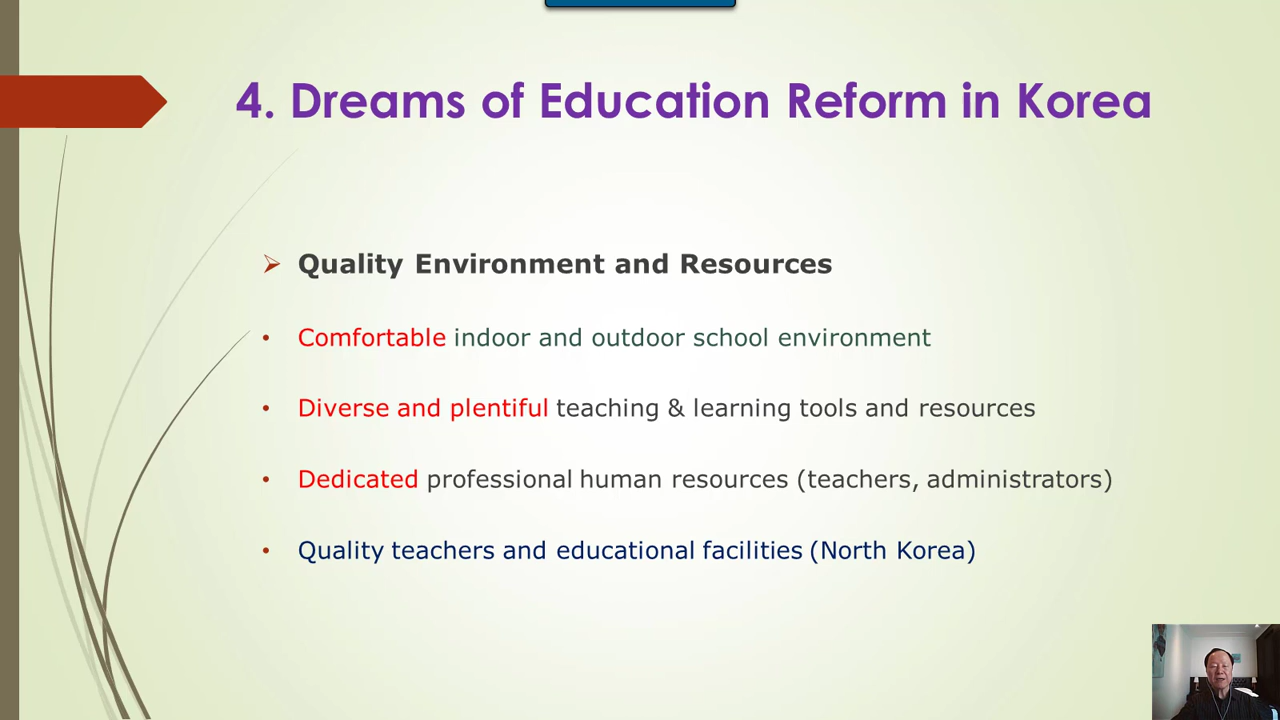 4. Dreams of Education Reform in Korea
Quality Environment and Resources
Comfortable indoor and outdoor school environment
Diverse and plentiful teaching & learning tools and resources
Dedicated professional human resources (teachers, administrators)
Quality teachers and educational facilities (North Korea)